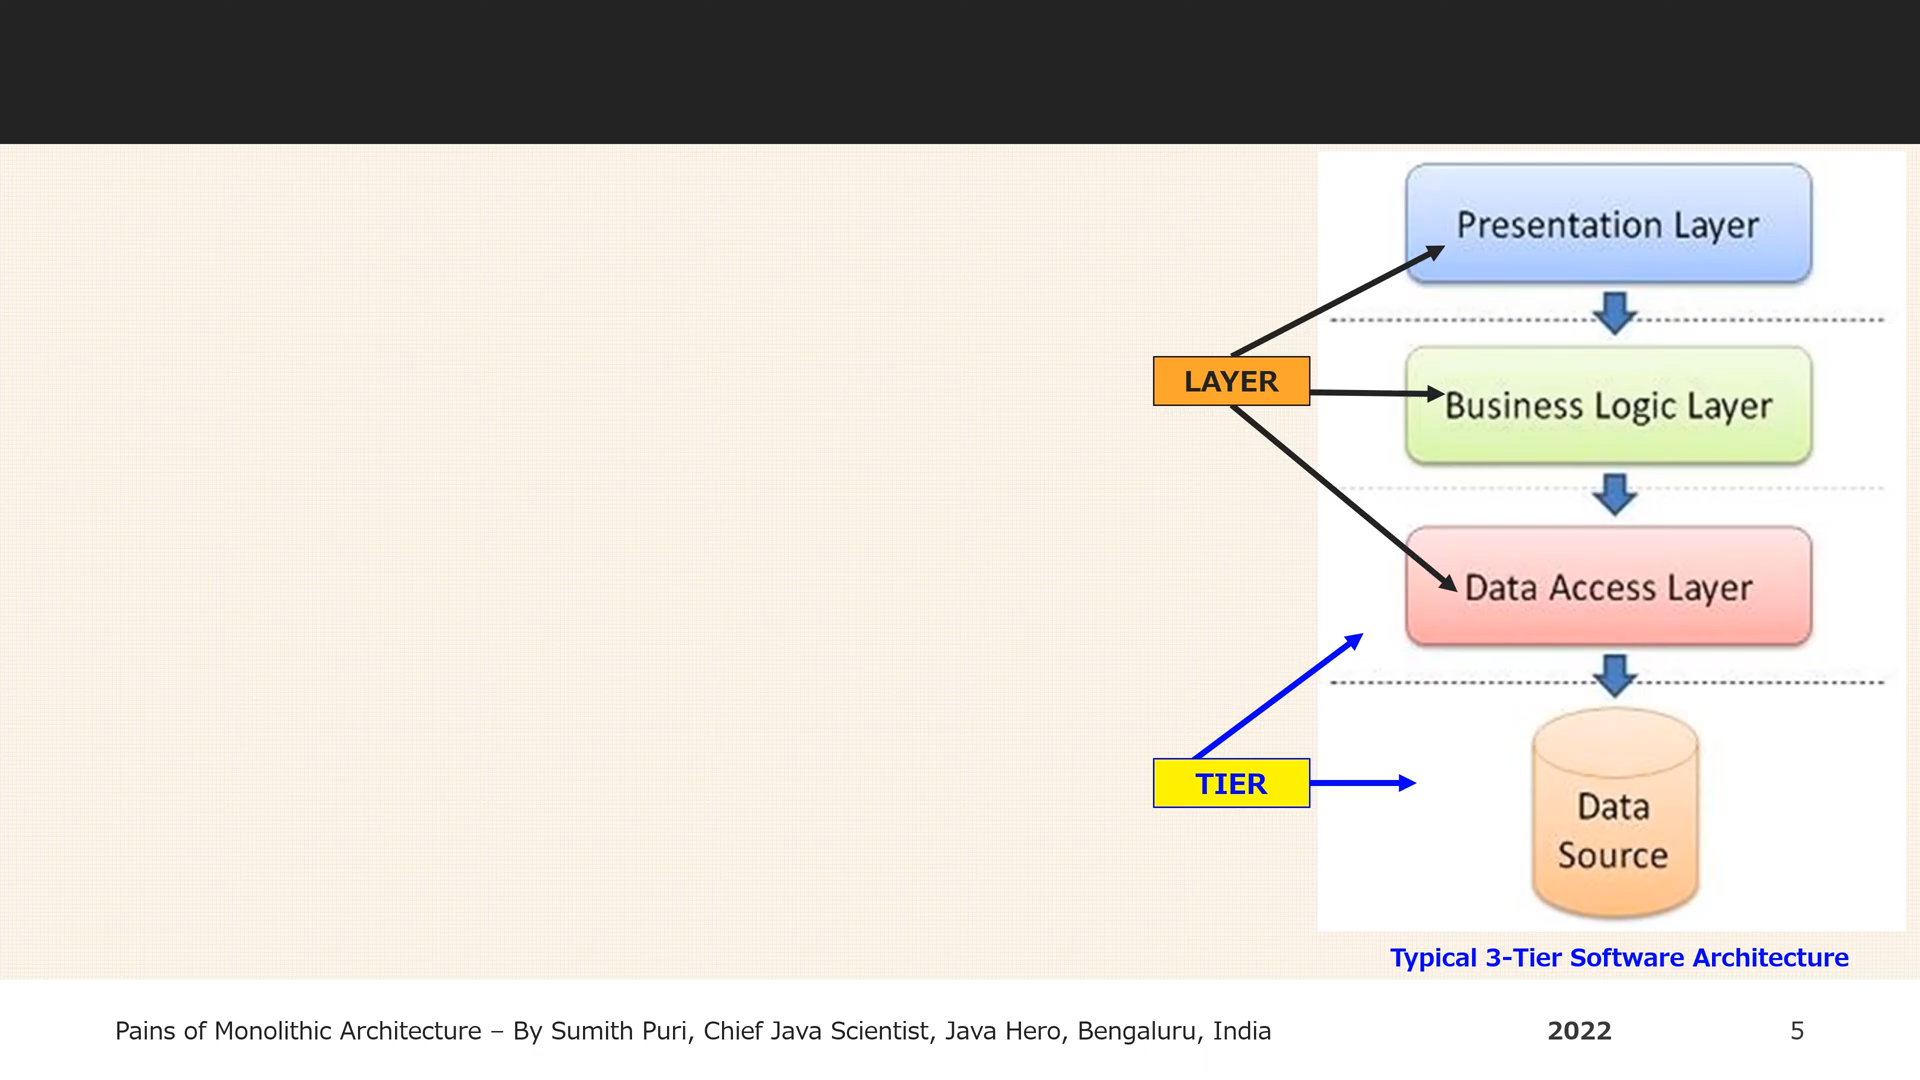 Presentation Layer
LAYER
Business Logic Layer
Data Access Layer
TIER
Data
Source
Typical 3-Tier Software Architecture
Pains of Monolithic Architecture – By Sumith Puri, Chief Java Scientist, Java Hero, Bengaluru, India
2022
5